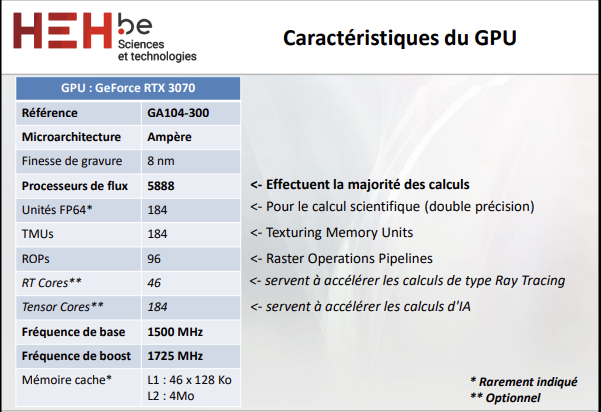 HEH.be
Sciences
et technologies
Caractéristiques du GPU
GPU : GeForce RTX 3070
Référence GA104-300
Microarchitecture Ampère
Finesse de gravure 8 nm
Processeurs de flux 5888 <- Effectuent la majorité des calculs
Unités FP64* 184 <- Pour le calcul scientifique (double précision)
TMUs 184 <- Texturing Memory Units
ROPs 96 <- Raster Operations Pipelines
RT Cores** 46 <- servent à accélérer les calculs de type Ray Tracing
Tensor Cores** 184 <- servent à accélérer les calculs d'IA
Fréquence de base 1500 MHz
Fréquence de boost 1725 MHz
Mémoire cache* L1 : 46 x 128 Ko
L2 : 4Mo
* Rarement indiqué
** Optionnel